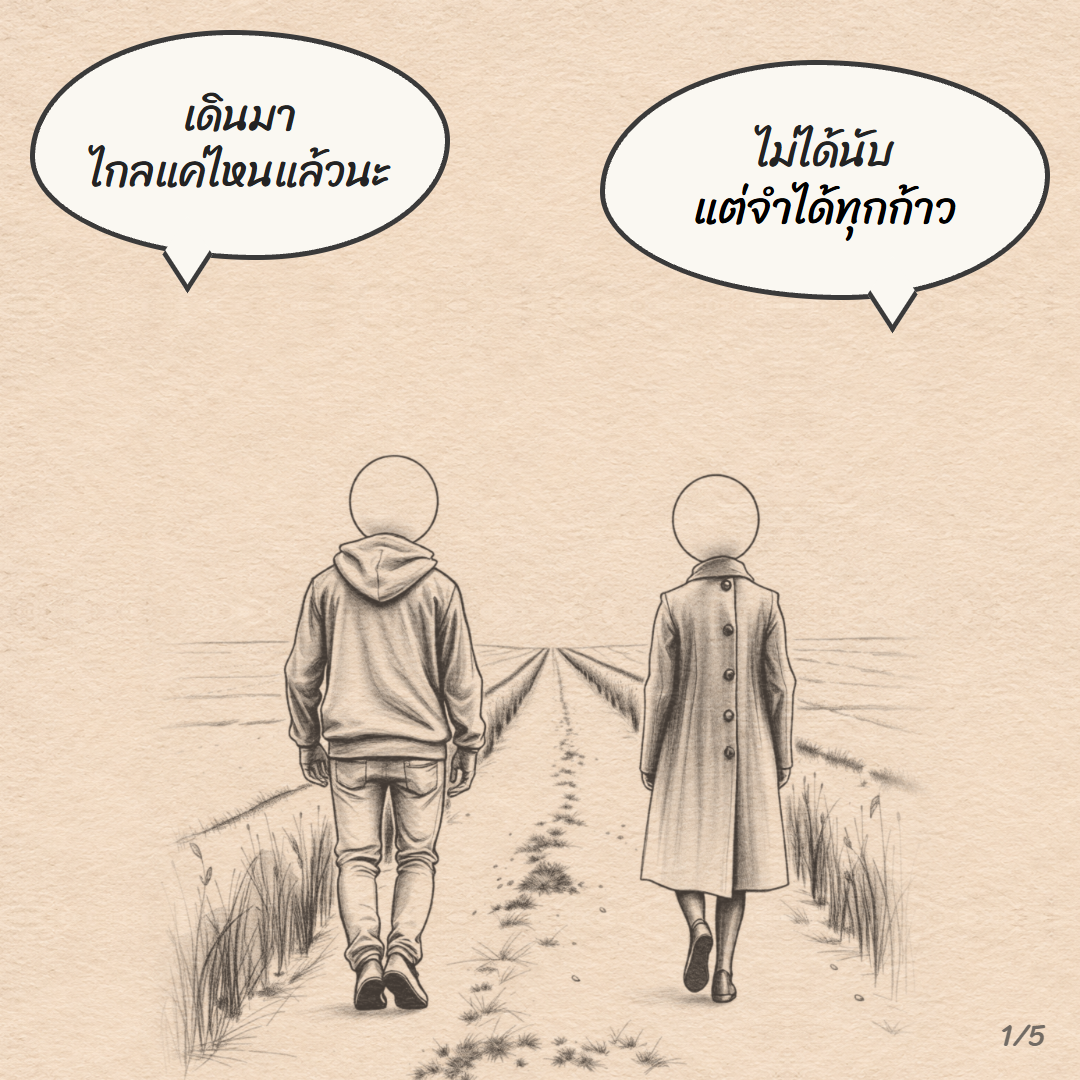 เดินมา
ไกลแค่ไหนแล้วนะ
ไม่ได้นับ
แต่จำได้ทุกก้าว
1/5